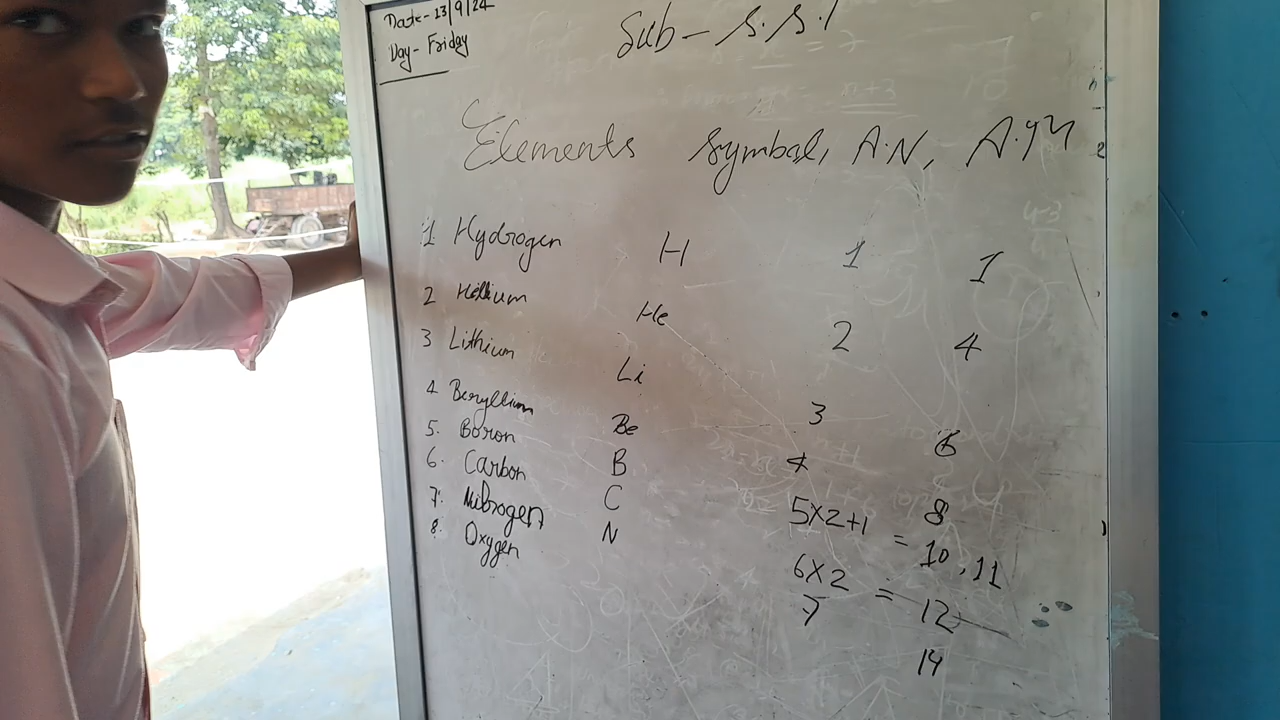 Date - 13/9/24
Day - Friday
Sub - S.S.T
Elements Symbal, A.N, A.M
1 Hydrogen H 1 1
2 Helium He 2 4
3 Lithium Li 3 6
4 Beryllium Be 4 8
5. Boron B 5x2+1 = 10, 11
6. Carbon C 6x2 = 12
7. Nitrogen N 7 14
8. Oxygen